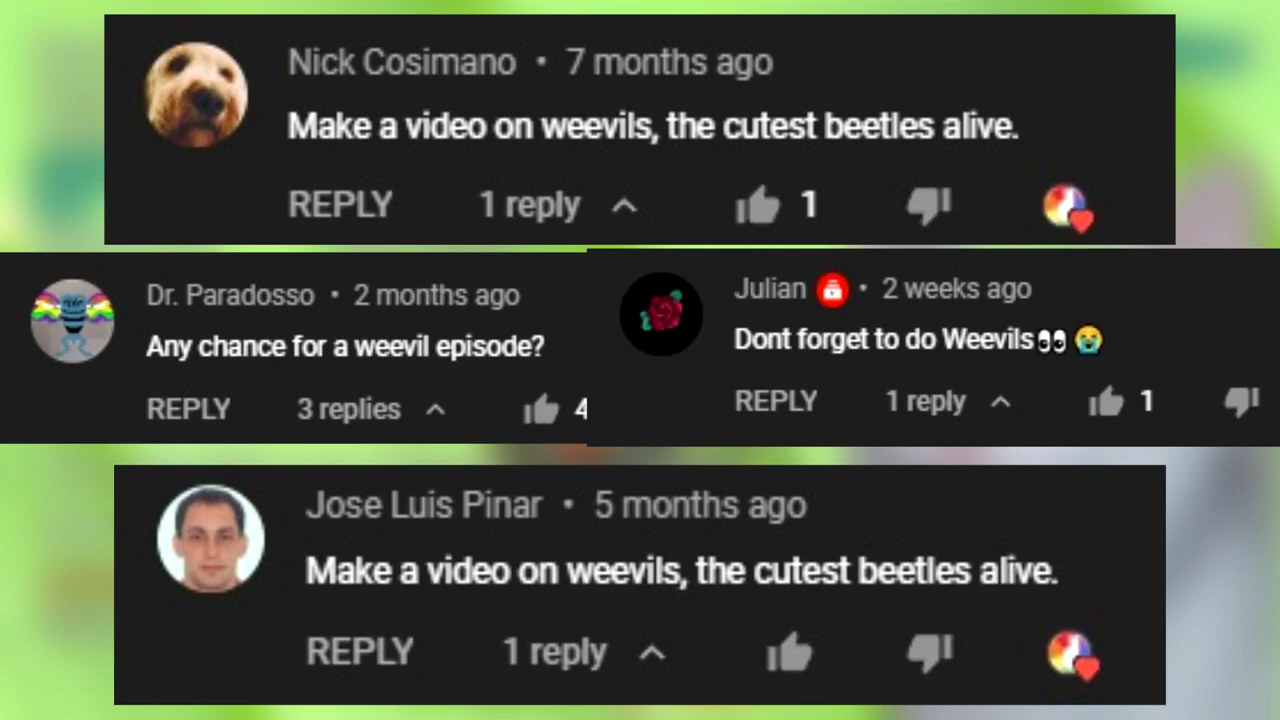 Nick Cosimano • 7 months ago
Make a video on weevils, the cutest beetles alive.
REPLY 1 reply 1
Dr. Paradosso • 2 months ago
Any chance for a weevil episode?
REPLY 3 replies 4
Julian • 2 weeks ago
Dont forget to do Weevils👀 😭
REPLY 1 reply 1
Jose Luis Pinar • 5 months ago
Make a video on weevils, the cutest beetles alive.
REPLY 1 reply